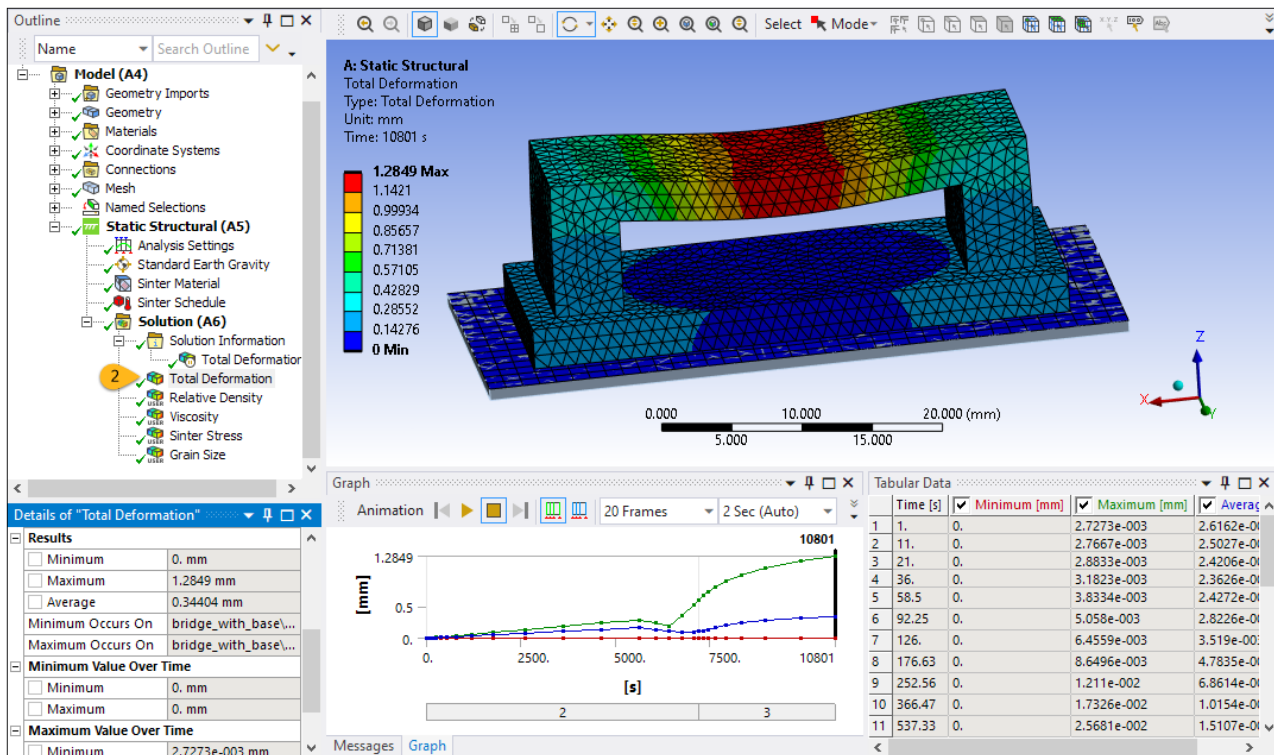 Outline
Name Search Outline
Model (A4)
Geometry Imports
Geometry
Materials
Coordinate Systems
Connections
Mesh
Named Selections
Static Structural (A5)
Analysis Settings
Standard Earth Gravity
Sinter Material
Sinter Schedule
Solution (A6)
Solution Information
Total Deformation
2 Total Deformation
USER Relative Density
USER Viscosity
USER Sinter Stress
USER Grain Size
Select Mode
A: Static Structural
Total Deformation
Type: Total Deformation
Unit: mm
Time: 10801 s
1.2849 Max
1.1421
0.99934
0.85657
0.71381
0.57105
0.42829
0.28552
0.14276
0 Min
Z
X
Y
0.000 10.000 20.000 (mm)
5.000 15.000
Details of "Total Deformation"
Results
Minimum 0. mm
Maximum 1.2849 mm
Average 0.34404 mm
Minimum Occurs On bridge_with_base\...
Maximum Occurs On bridge_with_base\...
Minimum Value Over Time
Minimum 0. mm
Maximum 0. mm
Maximum Value Over Time
Minimum 2.7273e-003 mm
Graph
Animation 20 Frames 2 Sec (Auto)
10801
1.2849
0.5
0.
[mm]
0. 2500. 5000. 7500. 10801
[s]
2 3
Messages Graph
Tabular Data
Time [s] Minimum [mm] Maximum [mm] Averag
1 1. 0. 2.7273e-003 2.6162e-0
2 11. 0. 2.7667e-003 2.5027e-0
3 21. 0. 2.8833e-003 2.4206e-0
4 36. 0. 3.1823e-003 2.3626e-0
5 58.5 0. 3.8334e-003 2.4272e-0
6 92.25 0. 5.058e-003 2.8226e-0
7 126. 0. 6.4559e-003 3.519e-003
8 176.63 0. 8.6496e-003 4.7835e-0
9 252.56 0. 1.211e-002 6.8614e-0
10 366.47 0. 1.7326e-002 1.0154e-0
11 537.33 0. 2.5681e-002 1.5107e-0